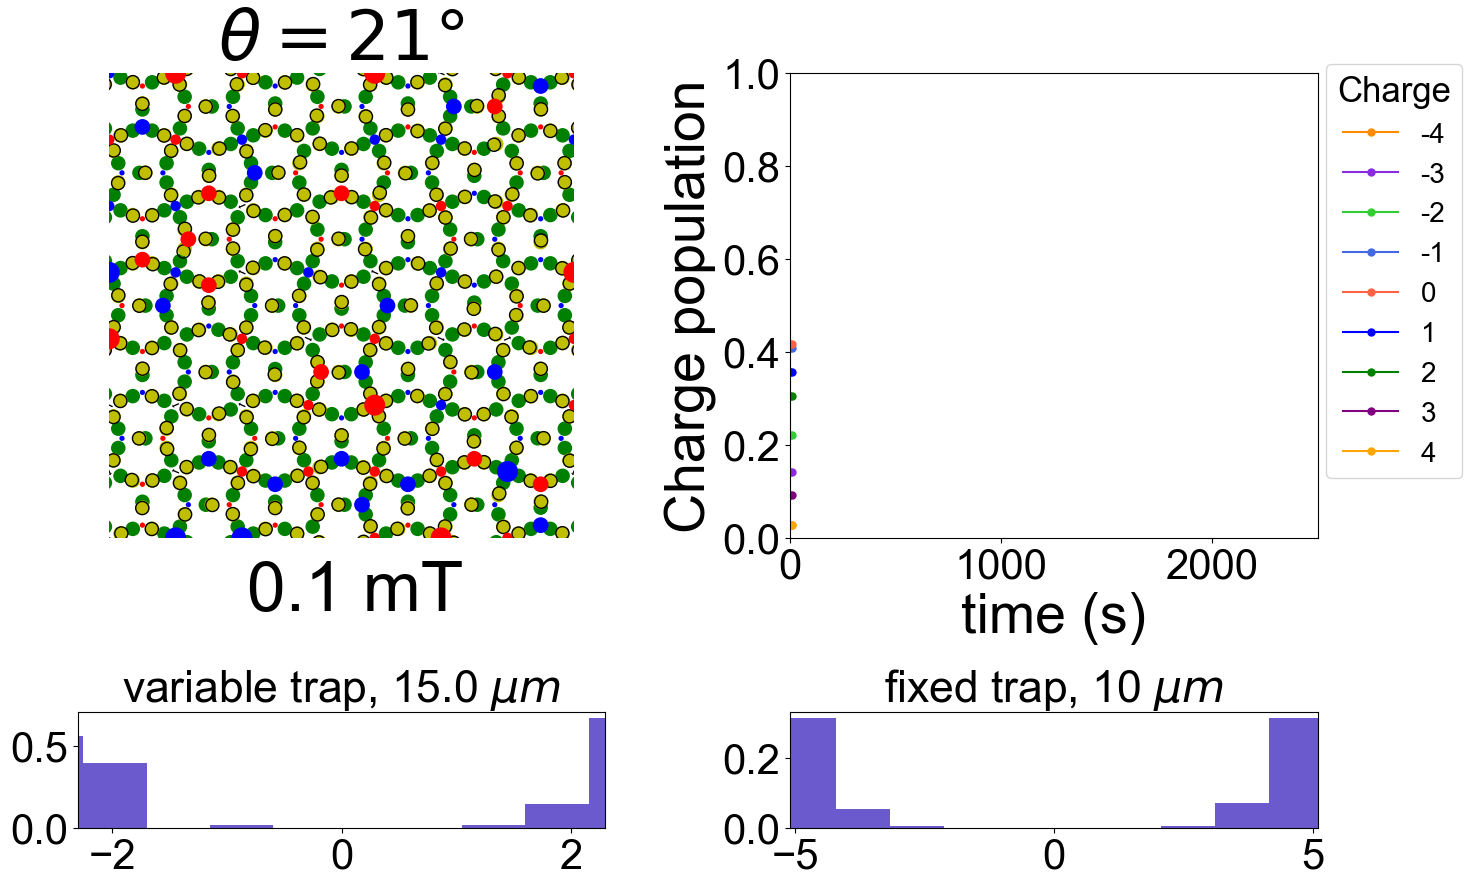 θ = 21°
0.1 mT
Charge population
1.0
0.8
0.6
0.4
0.2
0.0
0 1000 2000
time (s)
Charge
-4
-3
-2
-1
0
1
2
3
4
variable trap, 15.0 μm
0.5
0.0
−2 0 2
fixed trap, 10 μm
0.2
0.0
−5 0 5